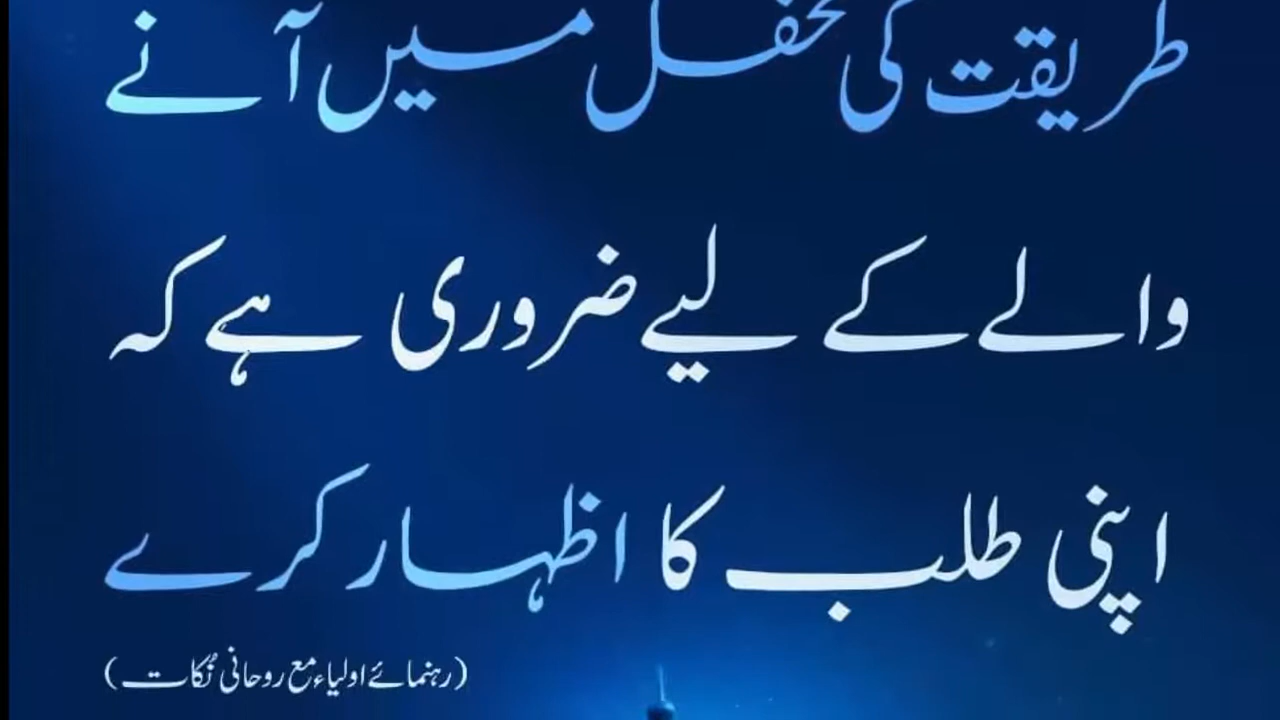 طریقت کی محفل میں آنے
والے کے لیے ضروری ہے کہ
اپنی طلب کا اظہار کرے
(رہنمائے اولیاء مع روحانی نُکات)